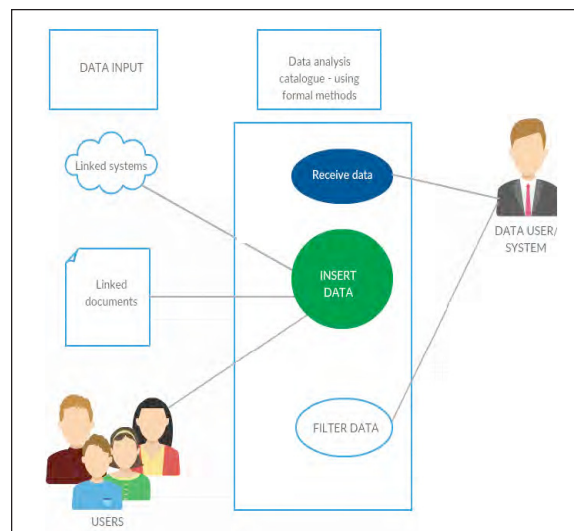 DATA INPUT
Data analysis
catalogue - using
formal methods
Linked systems
Receive data
DATA USER/
SYSTEM
INSERT
DATA
Linked
documents
FILTER DATA
USERS